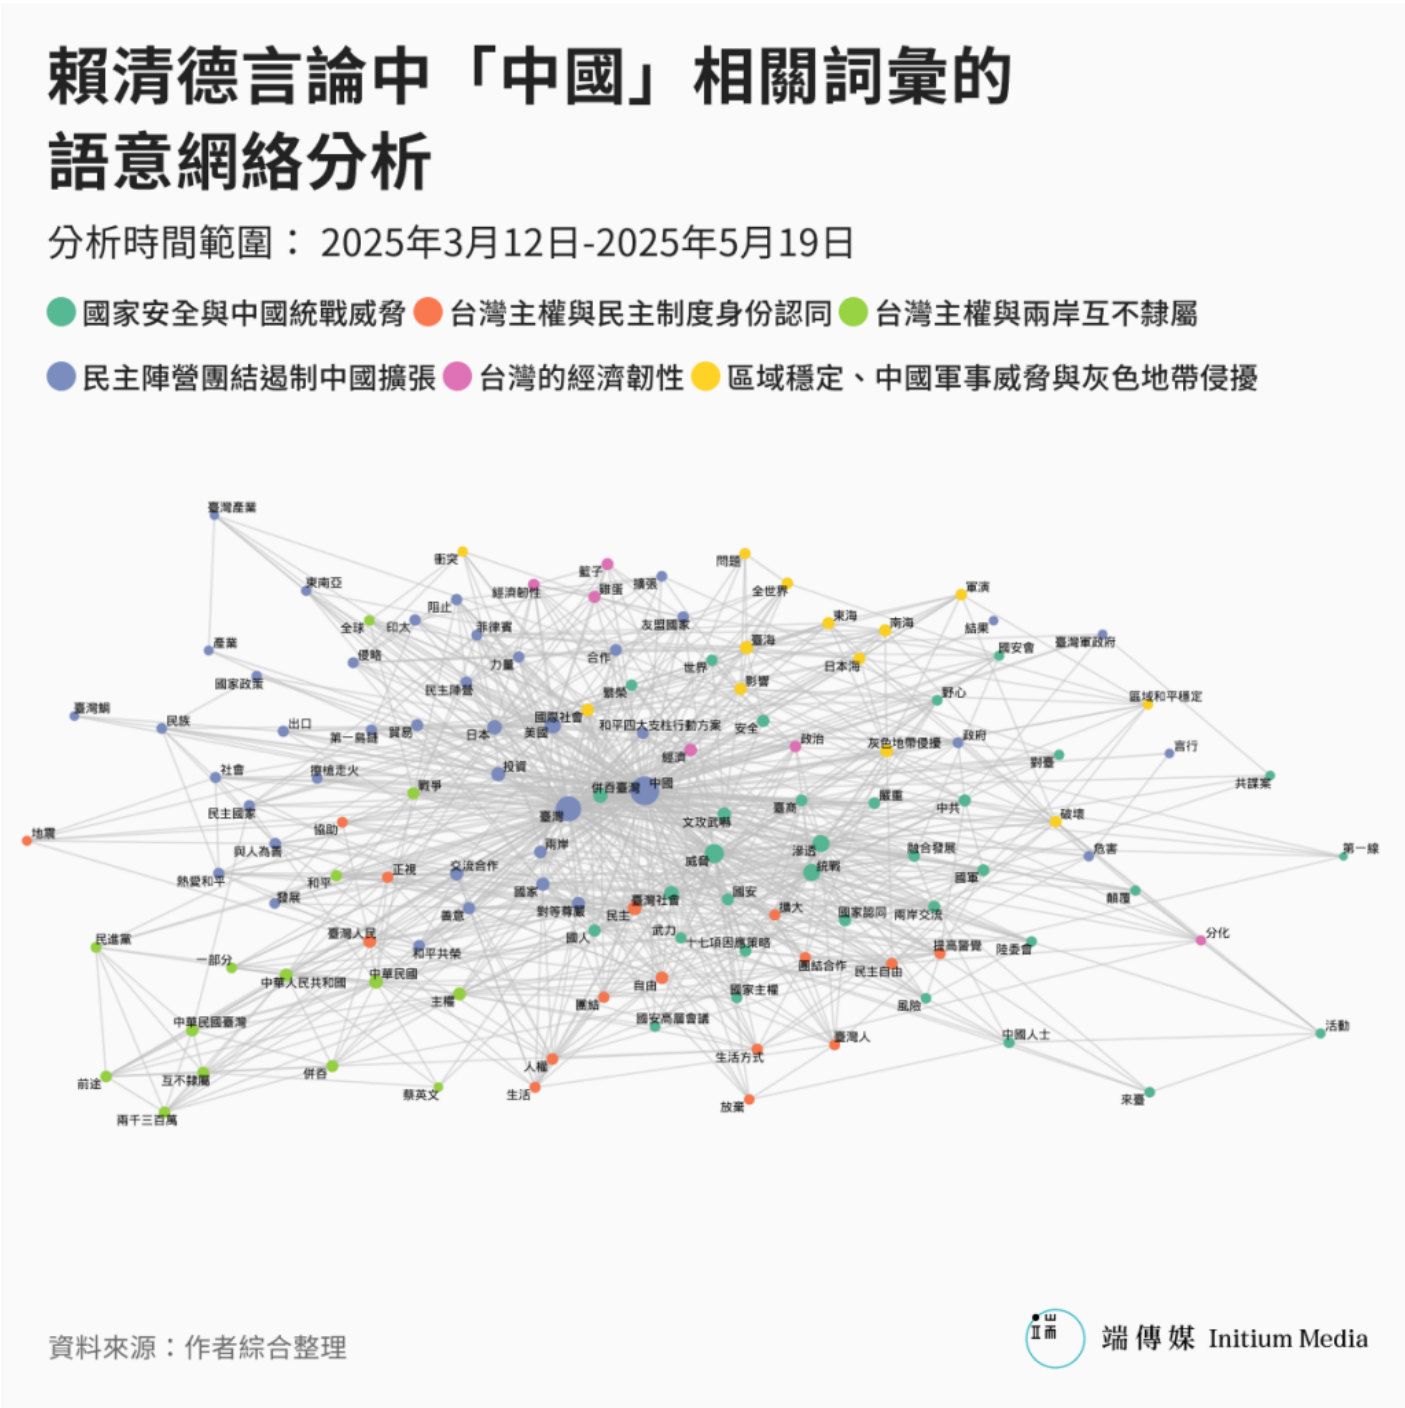 賴清德言論中「中國」相關詞彙的
語意網絡分析
分析時間範圍： 2025年3月12日-2025年5月19日
國家安全與中國統戰威脅 台灣主權與民主制度身份認同 台灣主權與兩岸互不隸屬
民主陣營團結遏制中國擴張 台灣的經濟韌性 區域穩定、中國軍事威脅與灰色地帶侵擾
臺灣產業
衝突
問題
籃子
東南亞
經濟韌性
雞蛋
擴張
全世界
軍演
阻止
全球
印太
菲律賓
友盟國家
東海
南海
結果
臺灣軍政府
產業
侵略
力量
合作
世界
臺海
日本海
國安會
國家政策
民主陣營
繁榮
影響
野心
區域和平穩定
臺灣鯛
民族
出口
第一島鏈
貿易
日本
美國
國際社會
和平四大支柱行動方案
安全
政治
灰色地帶侵擾
政府
言行
經濟
對臺
社會
擦槍走火
戰爭
投資
併吞臺灣
中國
共諜案
民主國家
臺灣
文攻武嚇
臺商
嚴重
中共
破壞
地震
協助
與人為善
兩岸
威脅
滲透
融合發展
危害
第一線
熱愛和平
和平
正視
交流合作
統戰
國軍
發展
善意
國家
對等尊嚴
臺灣社會
民主
國安
擴大
國家認同
兩岸交流
顛覆
民進黨
臺灣人民
和平共榮
國人
武力
十七項因應策略
提高警覺
陸委會
分化
一部分
中華人民共和國
中華民國
團結合作
民主自由
主權
自由
團結
國家主權
風險
中華民國臺灣
國安高層會議
臺灣人
中國人士
活動
前途
互不隸屬
併吞
人權
生活方式
蔡英文
生活
放棄
來臺
兩千三百萬
資料來源：作者綜合整理
端傳媒 Initium Media